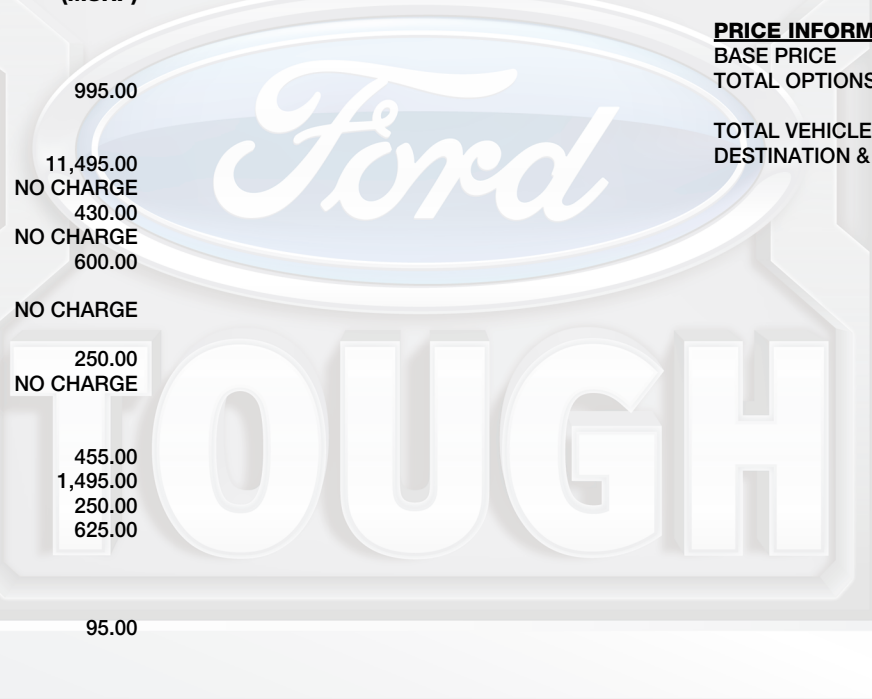 PRICE INFORM
BASE PRICE
TOTAL OPTIONS
TOTAL VEHICLE
DESTINATION &
995.00
11,495.00
NO CHARGE
430.00
NO CHARGE
600.00
NO CHARGE
250.00
NO CHARGE
455.00
1,495.00
250.00
625.00
95.00
Ford
TOUGH